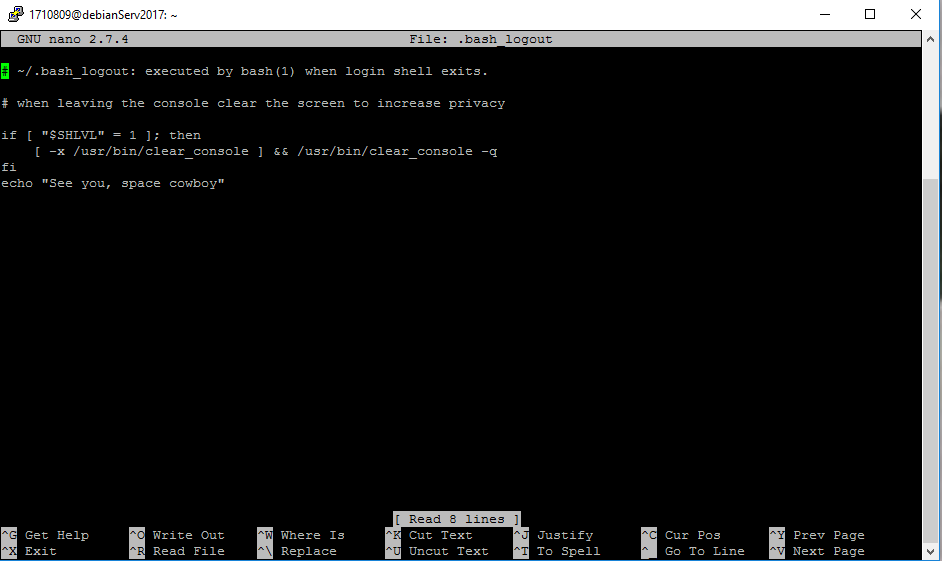 1710809@debianServ2017: ~
GNU nano 2.7.4 File: .bash_logout
# ~/.bash_logout: executed by bash(1) when login shell exits.
# when leaving the console clear the screen to increase privacy
if [ "$SHLVL" = 1 ]; then
    [ -x /usr/bin/clear_console ] && /usr/bin/clear_console -q
fi
echo "See you, space cowboy"
[ Read 8 lines ]
^G Get Help ^O Write Out ^W Where Is ^K Cut Text ^J Justify ^C Cur Pos ^Y Prev Page
^X Exit ^R Read File ^\ Replace ^U Uncut Text ^T To Spell ^_ Go To Line ^V Next Page